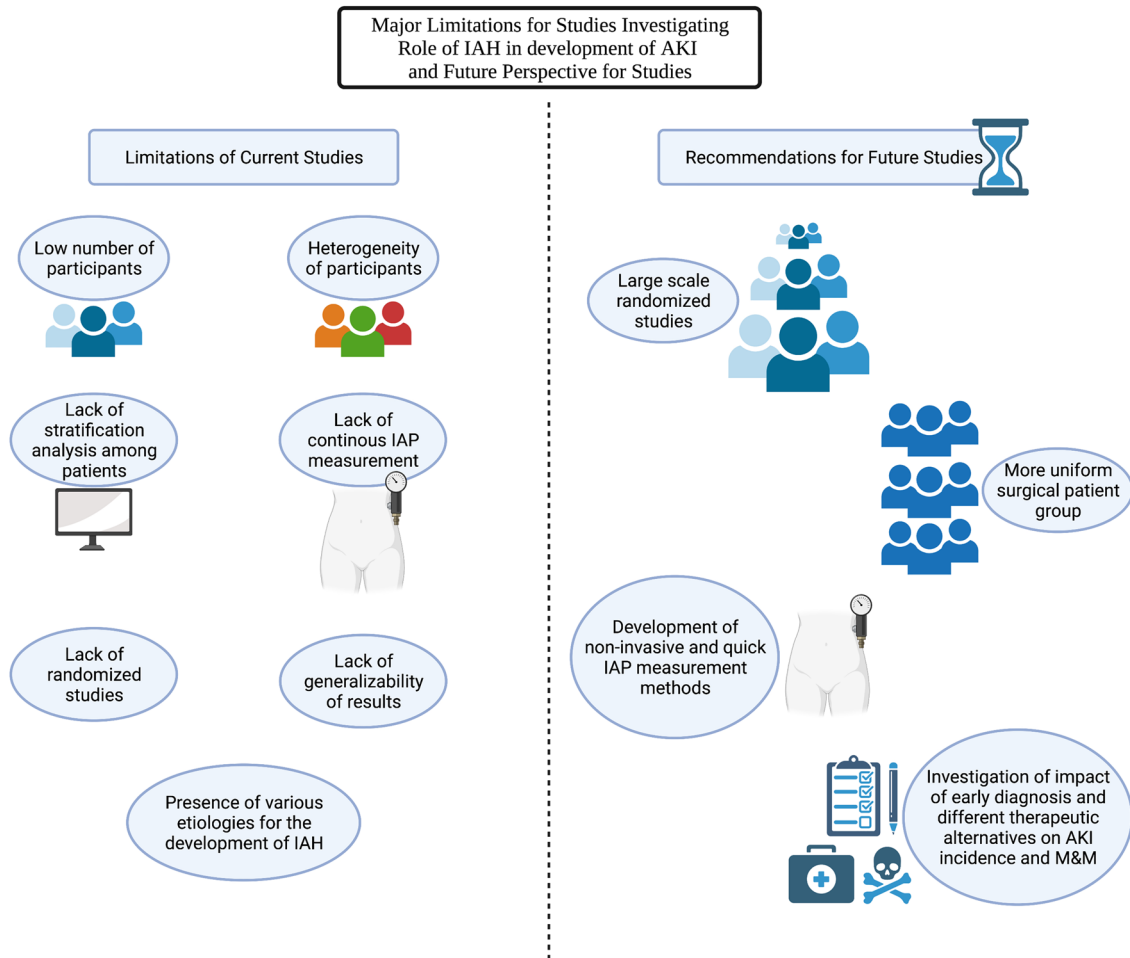 Major Limitations for Studies Investigating
Role of IAH in development of AKI
and Future Perspective for Studies
Limitations of Current Studies
Low number of
participants
Heterogeneity
of participants
Lack of
stratification
analysis among
patients
Lack of
continous IAP
measurement
Lack of
randomized
studies
Lack of
generalizability
of results
Presence of various
etiologies for the
development of IAH
Recommendations for Future Studies
Large scale
randomized
studies
More uniform
surgical patient
group
Development of
non-invasive and quick
IAP measurement
methods
Investigation of impact
of early diagnosis and
different therapeutic
alternatives on AKI
incidence and M&M